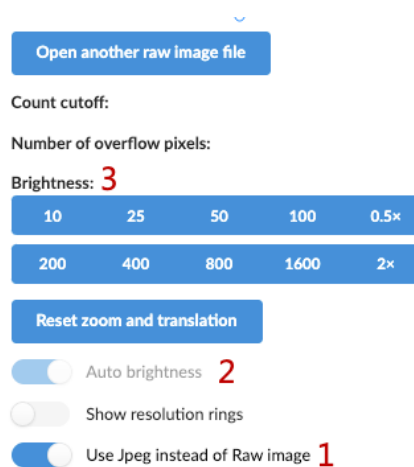 Open another raw image file
Count cutoff:
Number of overflow pixels:
Brightness: 3
10 25 50 100 0.5×
200 400 800 1600 2×
Reset zoom and translation
Auto brightness 2
Show resolution rings
Use Jpeg instead of Raw image 1